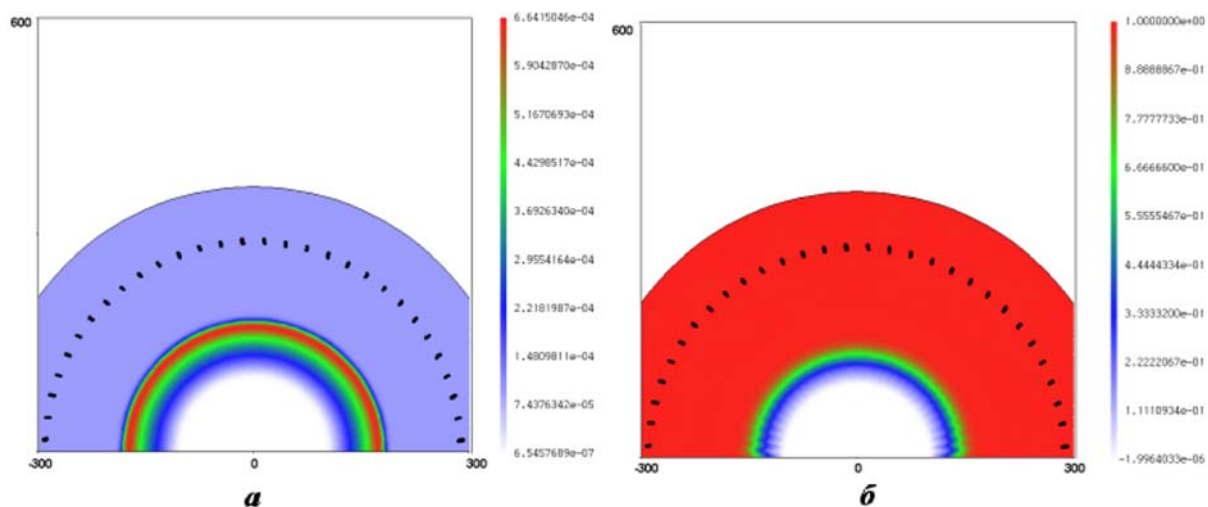 600
6.6415046e-04
5.9042870e-04
5.1670693e-04
4.4298517e-04
3.6926340e-04
2.9554164e-04
2.2181987e-04
1.4809811e-04
7.4376342e-05
6.5457689e-07
-300 0 300
а
600
1.0000000e+00
8.8888867e-01
7.7777733e-01
6.6666600e-01
5.5555467e-01
4.4444334e-01
3.3333200e-01
2.2222067e-01
1.1110934e-01
-1.9964033e-06
-300 0 300
б